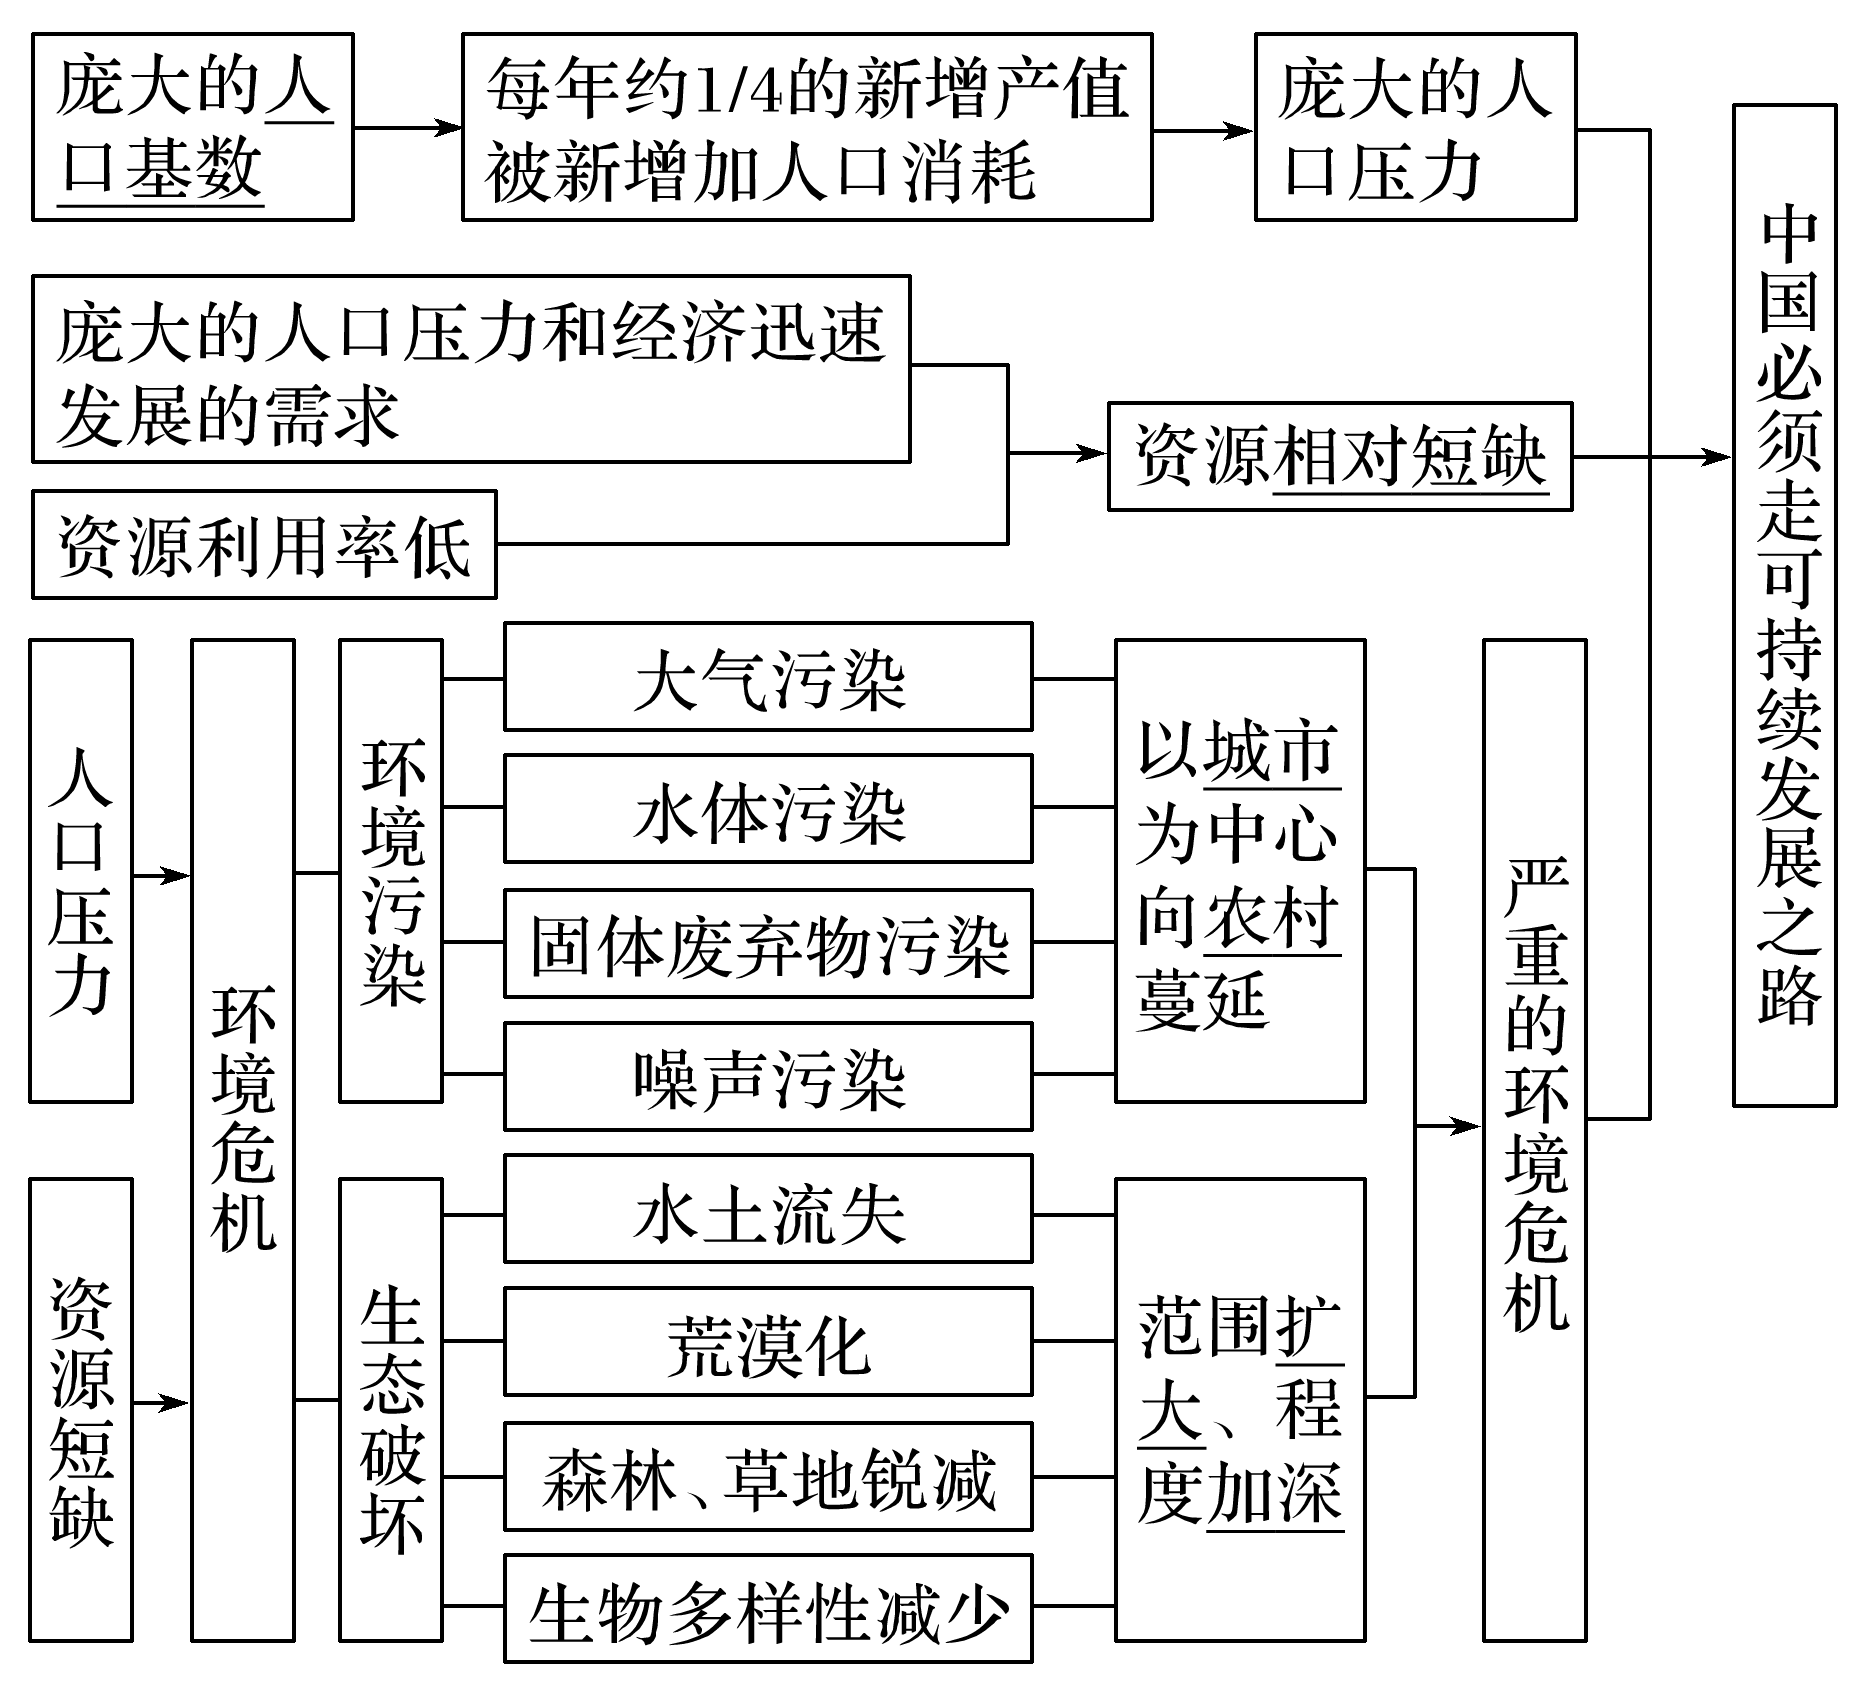 庞大的人
口基数
每年约1/4的新增产值
被新增加人口消耗
庞大的人
口压力
庞大的人口压力和经济迅速
发展的需求
资源利用率低
资源相对短缺
中国必须走可持续发展之路
人口压力
资源短缺
环境危机
环境污染
大气污染
水体污染
固体废弃物污染
噪声污染
以城市
为中心
向农村
蔓延
生态破坏
水土流失
荒漠化
森林、草地锐减
生物多样性减少
范围扩
大、程
度加深
严重的环境危机